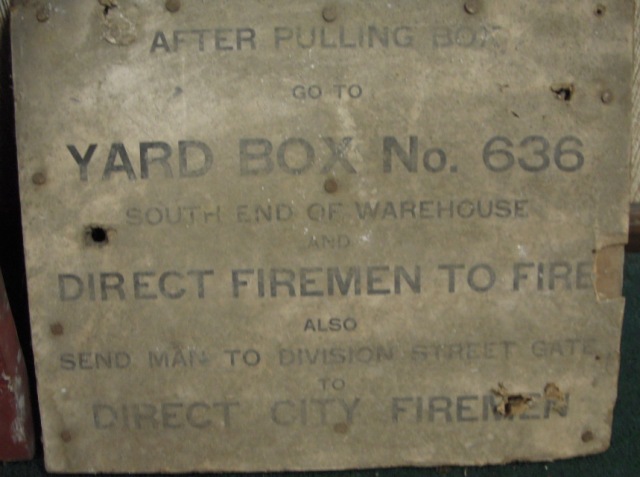 AFTER PULLING BOX
GO TO
YARD BOX No. 636
SOUTH END OF WAREHOUSE
AND
DIRECT FIREMEN TO FIRE
ALSO
SEND MAN TO DIVISION STREET GATE
TO
DIRECT CITY FIREMEN